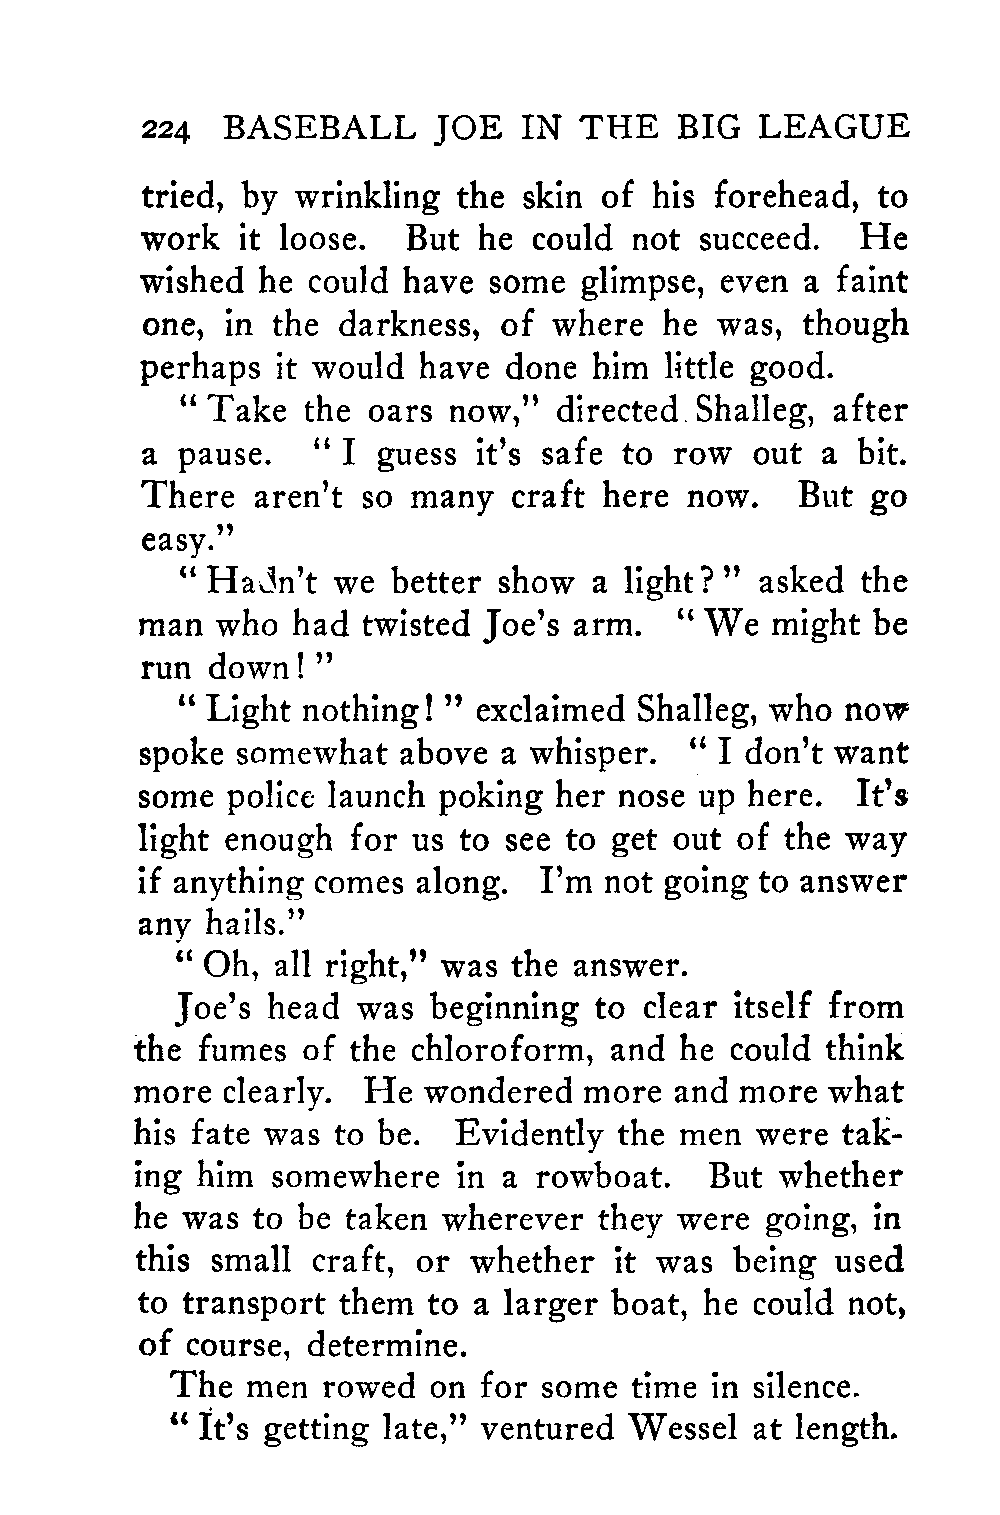 224 BASEBALL JOE IN THE BIG LEAGUE
tried, by wrinkling the skin of his forehead, to
work it loose. But he could not succeed. He
wished he could have some glimpse, even a faint
one, in the darkness, of where he was, though
perhaps it would have done him little good.
“Take the oars now,” directed Shalleg, after
a pause. “I guess it’s safe to row out a bit.
There aren’t so many craft here now. But go
easy.”
“Hadn’t we better show a light?” asked the
man who had twisted Joe’s arm. “We might be
run down!”
“Light nothing!” exclaimed Shalleg, who now
spoke somewhat above a whisper. “I don’t want
some police launch poking her nose up here. It’s
light enough for us to see to get out of the way
if anything comes along. I’m not going to answer
any hails.”
“Oh, all right,” was the answer.
Joe’s head was beginning to clear itself from
the fumes of the chloroform, and he could think
more clearly. He wondered more and more what
his fate was to be. Evidently the men were tak-
ing him somewhere in a rowboat. But whether
he was to be taken wherever they were going, in
this small craft, or whether it was being used
to transport them to a larger boat, he could not,
of course, determine.
The men rowed on for some time in silence.
“It’s getting late,” ventured Wessel at length.